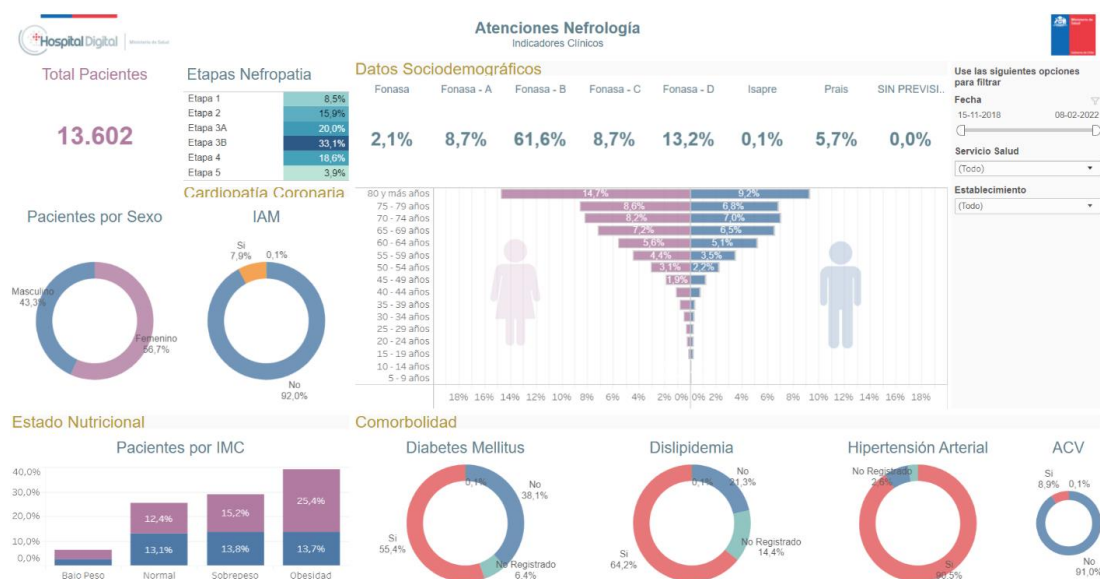 Hospital Digital
Ministerio de Salud
Atenciones Nefrología
Indicadores Clínicos
Ministerio de Salud
Total Pacientes
13.602
Etapas Nefropatia
Etapa 1 8,5%
Etapa 2 15,9%
Etapa 3A 20,0%
Etapa 3B 33,1%
Etapa 4 18,6%
Etapa 5 3,9%
Datos Sociodemográficos
Fonasa Fonasa - A Fonasa - B Fonasa - C Fonasa - D Isapre Prais SIN PREVISI..
2,1% 8,7% 61,6% 8,7% 13,2% 0,1% 5,7% 0,0%
Use las siguientes opciones
para filtrar
Fecha
15-11-2018 08-02-2022
Servicio Salud
(Todo)
Establecimiento
(Todo)
Pacientes por Sexo
Masculino
43,3%
Femenino
56,7%
Cardiopatía Coronaria
IAM
Si
7,9%
0,1%
No
92,0%
80 y más años 14,7% 9,2%
75 - 79 años 8,6% 6,8%
70 - 74 años 8,2% 7,0%
65 - 69 años 7,2% 6,5%
60 - 64 años 5,6% 5,1%
55 - 59 años 4,4% 3,5%
50 - 54 años 3,1% 2,2%
45 - 49 años 1,9%
40 - 44 años
35 - 39 años
30 - 34 años
25 - 29 años
20 - 24 años
15 - 19 años
10 - 14 años
5 - 9 años
18% 16% 14% 12% 10% 8% 6% 4% 2% 0% 0% 2% 4% 6% 8% 10% 12% 14% 16% 18%
Estado Nutricional
Pacientes por IMC
40,0%
30,0%
20,0%
10,0%
0,0%
12,4% 15,2% 25,4%
13,1% 13,8% 13,7%
Bajo Peso Normal Sobrepeso Obesidad
Comorbolidad
Diabetes Mellitus
0,1%
No
38,1%
Si
55,4%
No Registrado
6,4%
Dislipidemia
0,1%
No
21,3%
Si
64,2%
No Registrado
14,4%
Hipertensión Arterial
No Registrado
2,6%
Si
90,5%
ACV
Si
8,9%
0,1%
No
91,0%